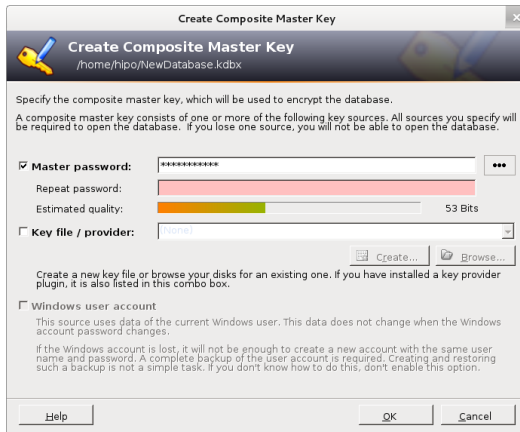 Create Composite Master Key
Create Composite Master Key
/home/hipo/NewDatabase.kdbx
Specify the composite master key, which will be used to encrypt the database.
A composite master key consists of one or more of the following key sources. All sources you specify will
be required to open the database. If you lose one source, you will not be able to open the database.
Master password:
***********
Repeat password:
Estimated quality:
53 Bits
Key file / provider:
(None)
Create...
Browse...
Create a new key file or browse your disks for an existing one. If you have installed a key provider
plugin, it is also listed in this combo box.
Windows user account
This source uses data of the current Windows user. This data does not change when the Windows
account password changes.
If the Windows account is lost, it will not be enough to create a new account with the same user
name and password. A complete backup of the user account is required. Creating and restoring
such a backup is not a simple task. If you don't know how to do this, don't enable this option.
Help
OK
Cancel